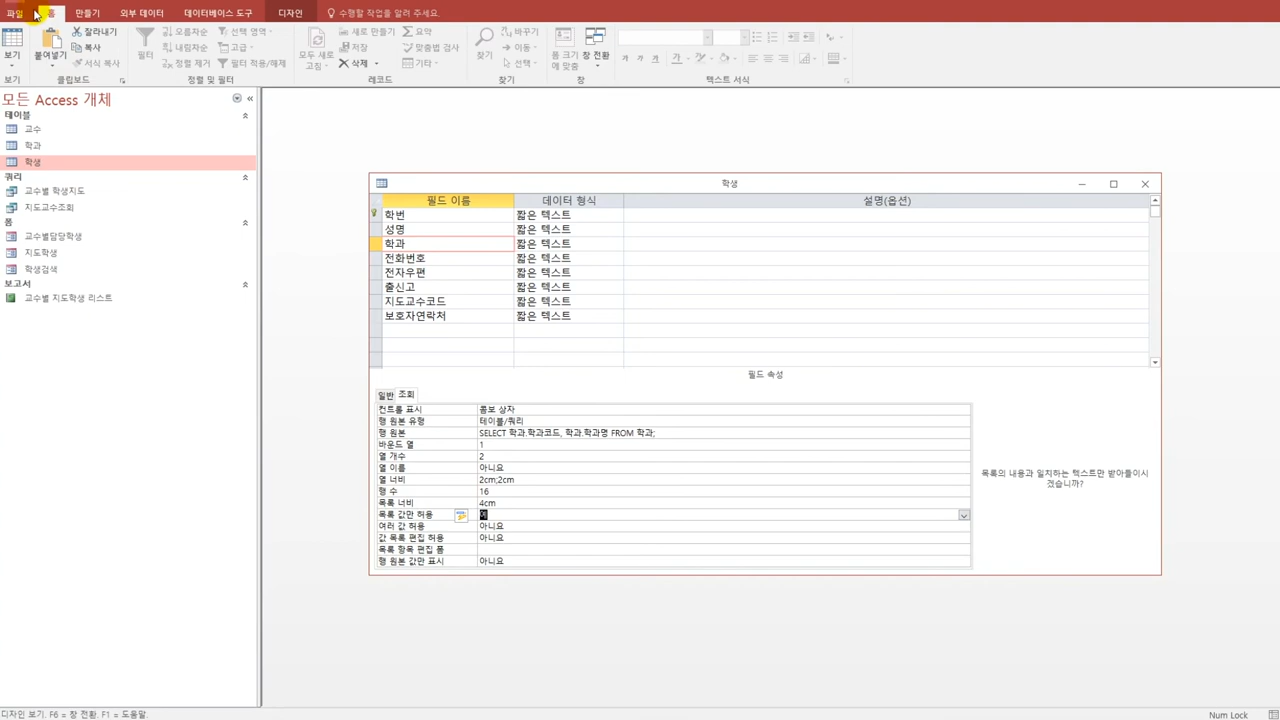 파일 홈 만들기 외부 데이터 데이터베이스 도구 디자인 수행할 작업을 알려 주세요.
보기 붙여넣기 잘라내기 복사 서식 복사 필터 오름차순 내림차순 정렬 제거 선택 영역 고급 필터 적용/해제 모두 새로 고침 새로 만들기 저장 삭제 요약 맞춤법 검사 기타 찾기 바꾸기 이동 선택 폼 크기에 맞춤 창 전환 가 가 가
보기 클립보드 정렬 및 필터 레코드 찾기 창 텍스트 서식
모든 Access 개체
테이블
교수
학과
학생
쿼리
교수별 학생지도
지도교수조회
폼
교수별담당학생
지도학생
학생검색
보고서
교수별 지도학생 리스트
학생
필드 이름 데이터 형식 설명(옵션)
학번 짧은 텍스트
성명 짧은 텍스트
학과 짧은 텍스트
전화번호 짧은 텍스트
전자우편 짧은 텍스트
출신고 짧은 텍스트
지도교수코드 짧은 텍스트
보호자연락처 짧은 텍스트
필드 속성
일반 조회
컨트롤 표시 콤보 상자
행 원본 유형 테이블/쿼리
행 원본 SELECT 학과.학과코드, 학과.학과명 FROM 학과;
바운드 열 1
열 개수 2
열 이름 아니요
열 너비 2cm;2cm
행 수 16
목록 너비 4cm
목록 값만 허용 예
여러 값 허용 아니요
값 목록 편집 허용 아니요
목록 항목 편집 폼
행 원본 값만 표시 아니요
목록의 내용과 일치하는 텍스트만 받아들이시
겠습니까?
디자인 보기. F6 = 창 전환. F1 = 도움말. Num Lock